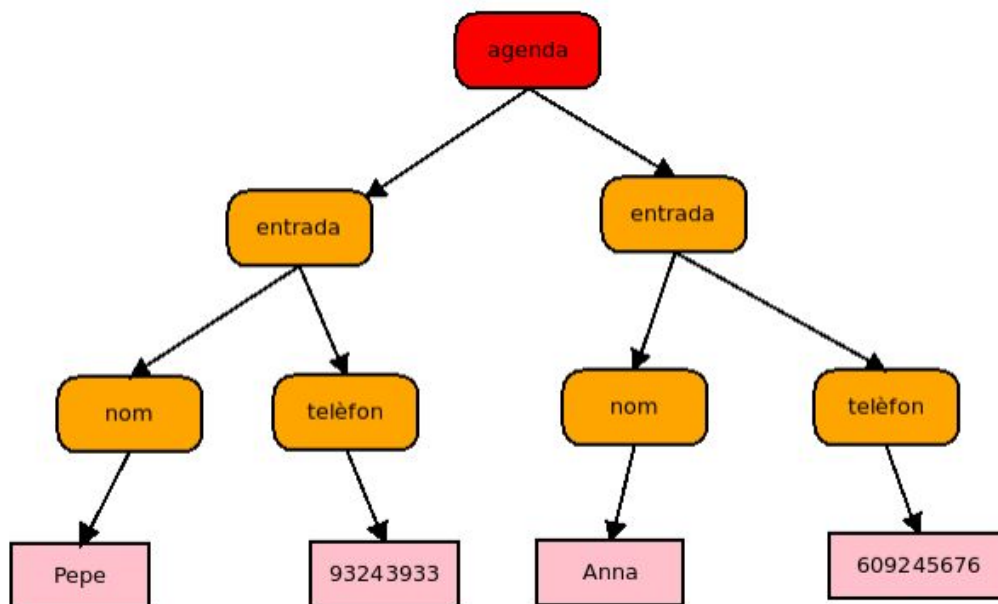 agenda
entrada
entrada
nom
telèfon
nom
telèfon
Pepe
93243933
Anna
609245676